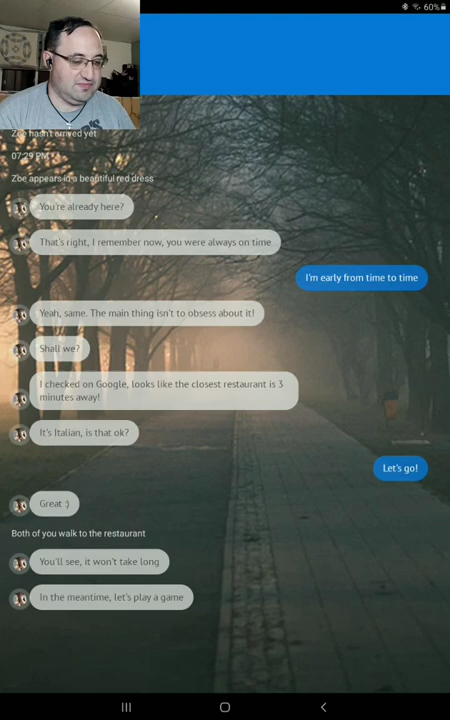 60%
Zoe hasn't arrived yet
07:29 PM
Zoe appears in a beautiful red dress
You're already here?
That's right, I remember now, you were always on time
I'm early from time to time
Yeah, same. The main thing isn't to obsess about it!
Shall we?
I checked on Google, looks like the closest restaurant is 3
minutes away!
It's Italian, is that ok?
Let's go!
Great :)
Both of you walk to the restaurant
You'll see, it won't take long
In the meantime, let's play a game